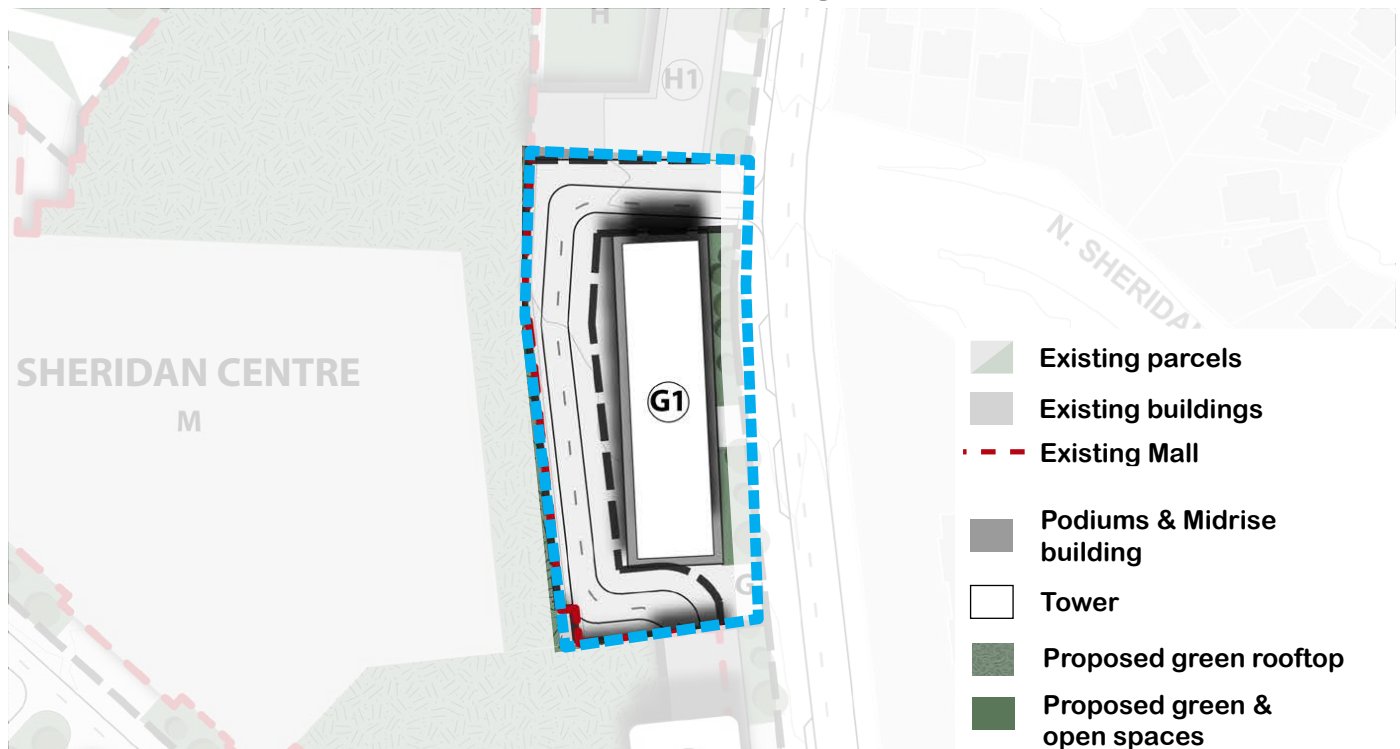 H
H1
N. SHERIDA
SHERIDAN CENTRE
M
G1
G
Existing parcels
Existing buildings
Existing Mall
Podiums & Midrise
building
Tower
Proposed green rooftop
Proposed green &
open spaces